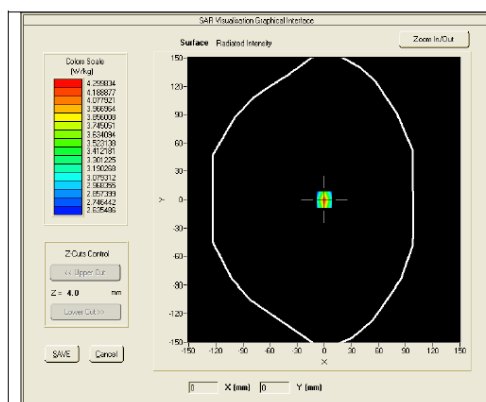 SAR Visualisation Graphical Interface
Surface Radiated Intensity
Zoom In/Out
Colors Scale
(W/kg)
4.299834
4.188877
4.077921
3.966964
3.856008
3.745051
3.634094
3.523138
3.412181
3.301225
3.190268
3.079312
2.968355
2.857399
2.746442
2.635486
150
120
90
60
30
0
-30
-60
-90
-120
-150
Y
-150 -120 -90 -60 -30 0 30 60 90 120 150
X
Z-Cuts Control
<< Upper Cut
Z = 4.0 mm
Lower Cut >>
SAVE Cancel
0 X (mm) 0 Y (mm)